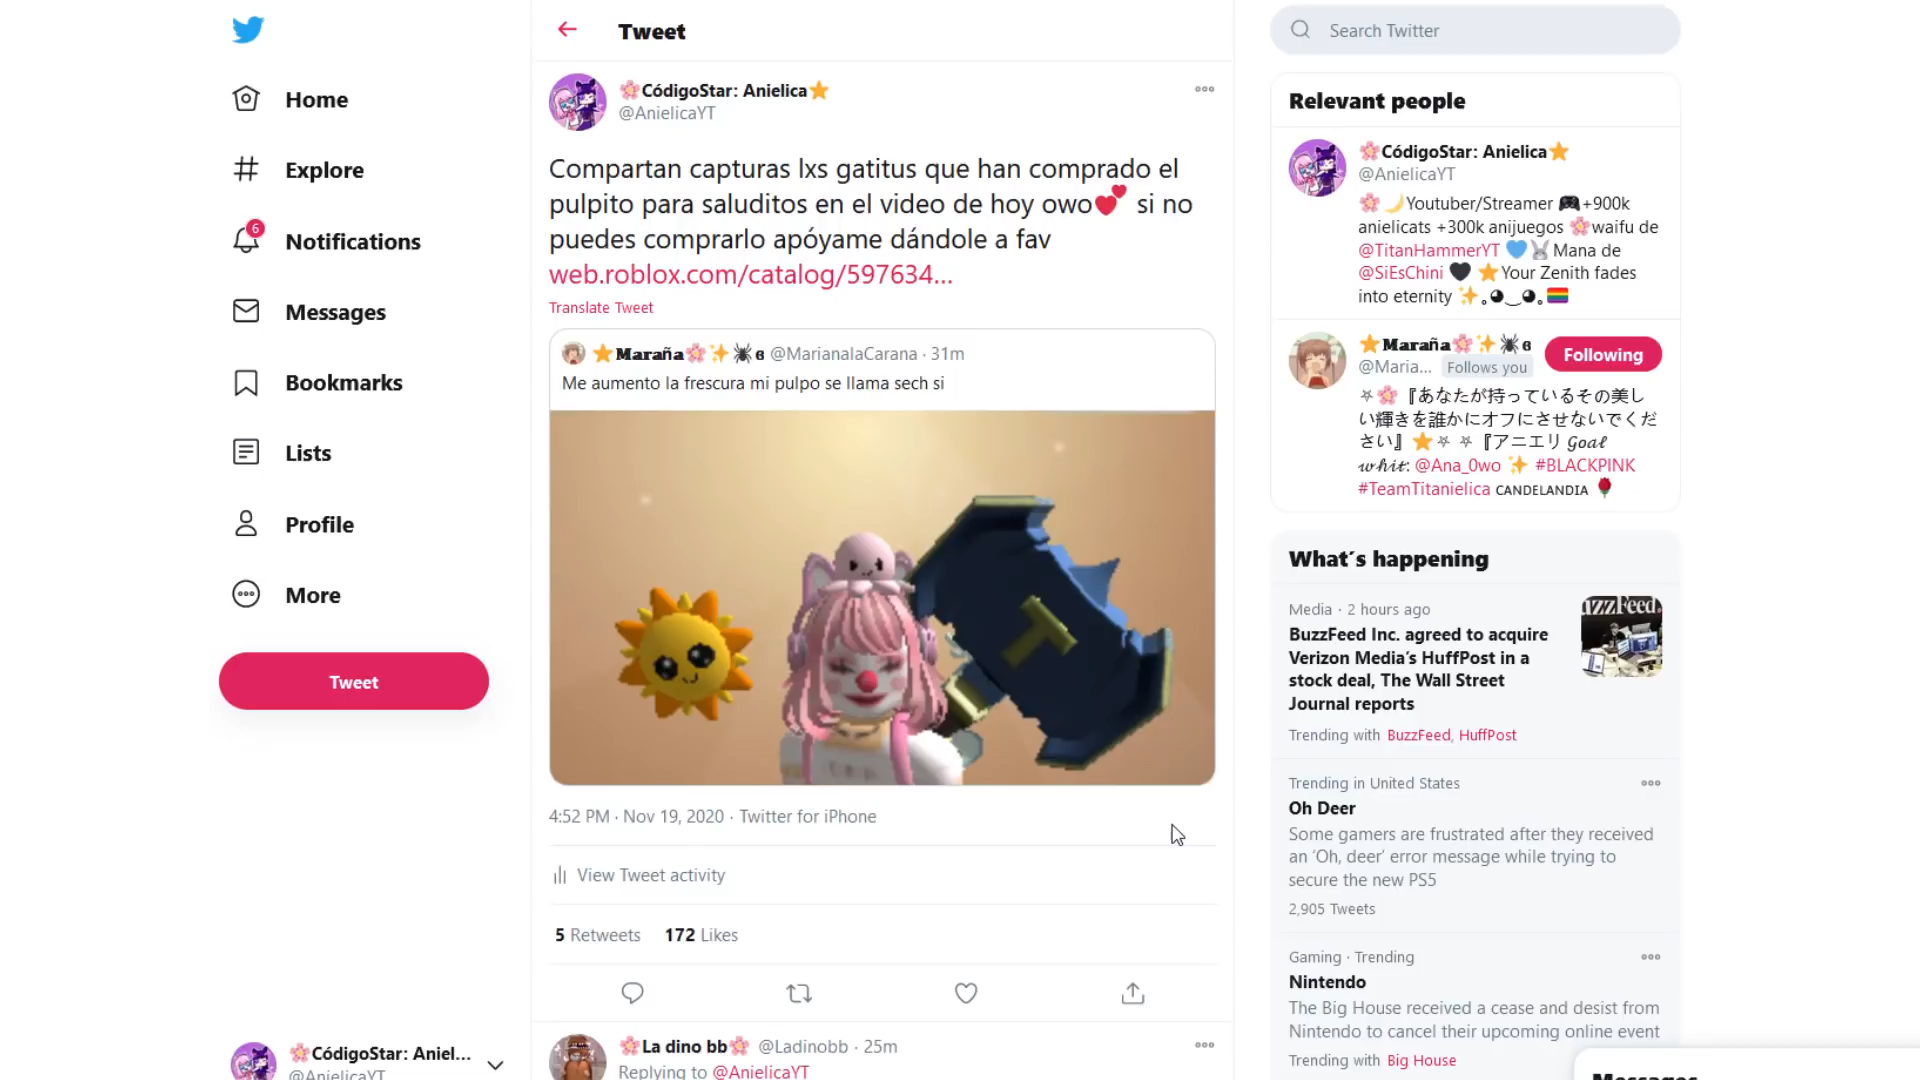 Home
Explore
6
Notifications
Messages
Bookmarks
Lists
Profile
More
Tweet
🌸CódigoStar: Aniel...
@AnielicaYT
Tweet
🌸CódigoStar: Anielica⭐
@AnielicaYT
Compartan capturas lxs gatitus que han comprado el
pulpito para saluditos en el video de hoy owo💕 si no
puedes comprarlo apóyame dándole a fav
web.roblox.com/catalog/597634...
Translate Tweet
⭐𝕸𝖆𝖗𝖆ñ𝖆🌸✨🕷ɞ @MarianalaCarana · 31m
Me aumento la frescura mi pulpo se llama sech si
T
4:52 PM · Nov 19, 2020 · Twitter for iPhone
View Tweet activity
5 Retweets 172 Likes
🌸La dino bb🌸 @Ladinobb · 25m
Replying to @AnielicaYT
Search Twitter
Relevant people
🌸CódigoStar: Anielica⭐
@AnielicaYT
🌸🌙Youtuber/Streamer 🎮+900k
anielicats +300k anijuegos 🌸waifu de
@TitanHammerYT 💙🐰Mana de
@SiEsChini 🖤 ⭐Your Zenith fades
into eternity ✨｡◕‿◕｡🏳️‍🌈
⭐𝕸𝖆𝖗𝖆ñ𝖆🌸✨🕷ɞ
Following
@Maria... Follows you
⛧🌸『あなたが持っているその美し
い輝きを誰かにオフにさせないでくだ
さい』⭐⛧ ⛧『アニエリ 𝓖𝓸𝓪𝓵
𝔀𝓱𝓲𝓽: @Ana_0wo ✨ #BLACKPINK
#TeamTitanielica ᴄᴀɴᴅᴇʟᴀɴᴅɪᴀ 🌹
What's happening
Media · 2 hours ago
BuzzFeed Inc. agreed to acquire
Verizon Media's HuffPost in a
stock deal, The Wall Street
Journal reports
Trending with BuzzFeed, HuffPost
Trending in United States
Oh Deer
Some gamers are frustrated after they received
an 'Oh, deer' error message while trying to
secure the new PS5
2,905 Tweets
Gaming · Trending
Nintendo
The Big House received a cease and desist from
Nintendo to cancel their upcoming online event
Trending with Big House
Messages